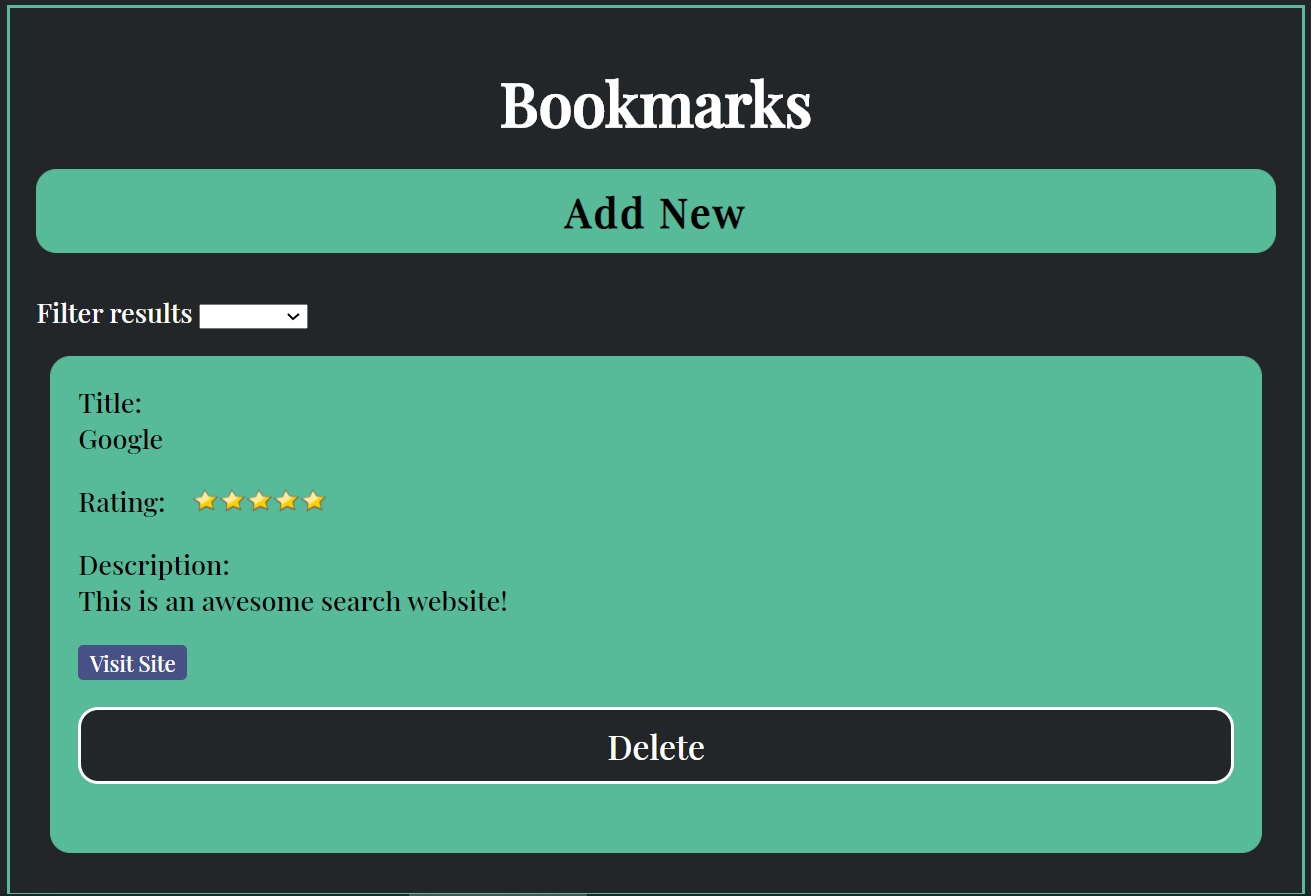 Bookmarks
Add New
Filter results
Title:
Google
Rating:
Description:
This is an awesome search website!
Visit Site
Delete